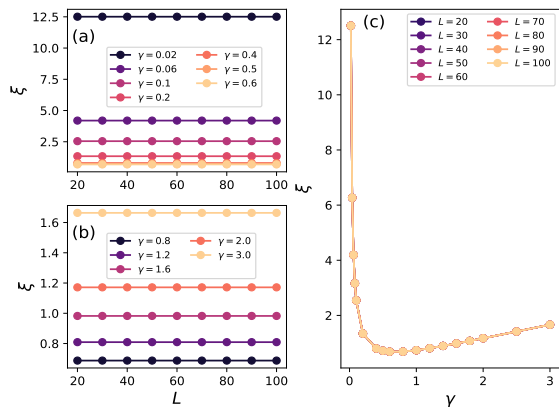 (a)
ξ
12.5
10.0
7.5
5.0
2.5
γ = 0.02
γ = 0.06
γ = 0.1
γ = 0.2
γ = 0.4
γ = 0.5
γ = 0.6
20 40 60 80 100
(b)
ξ
1.6
1.4
1.2
1.0
0.8
γ = 0.8
γ = 1.2
γ = 1.6
γ = 2.0
γ = 3.0
20 40 60 80 100
L
(c)
ξ
12
10
8
6
4
2
L = 20
L = 30
L = 40
L = 50
L = 60
L = 70
L = 80
L = 90
L = 100
0 1 2 3
γ